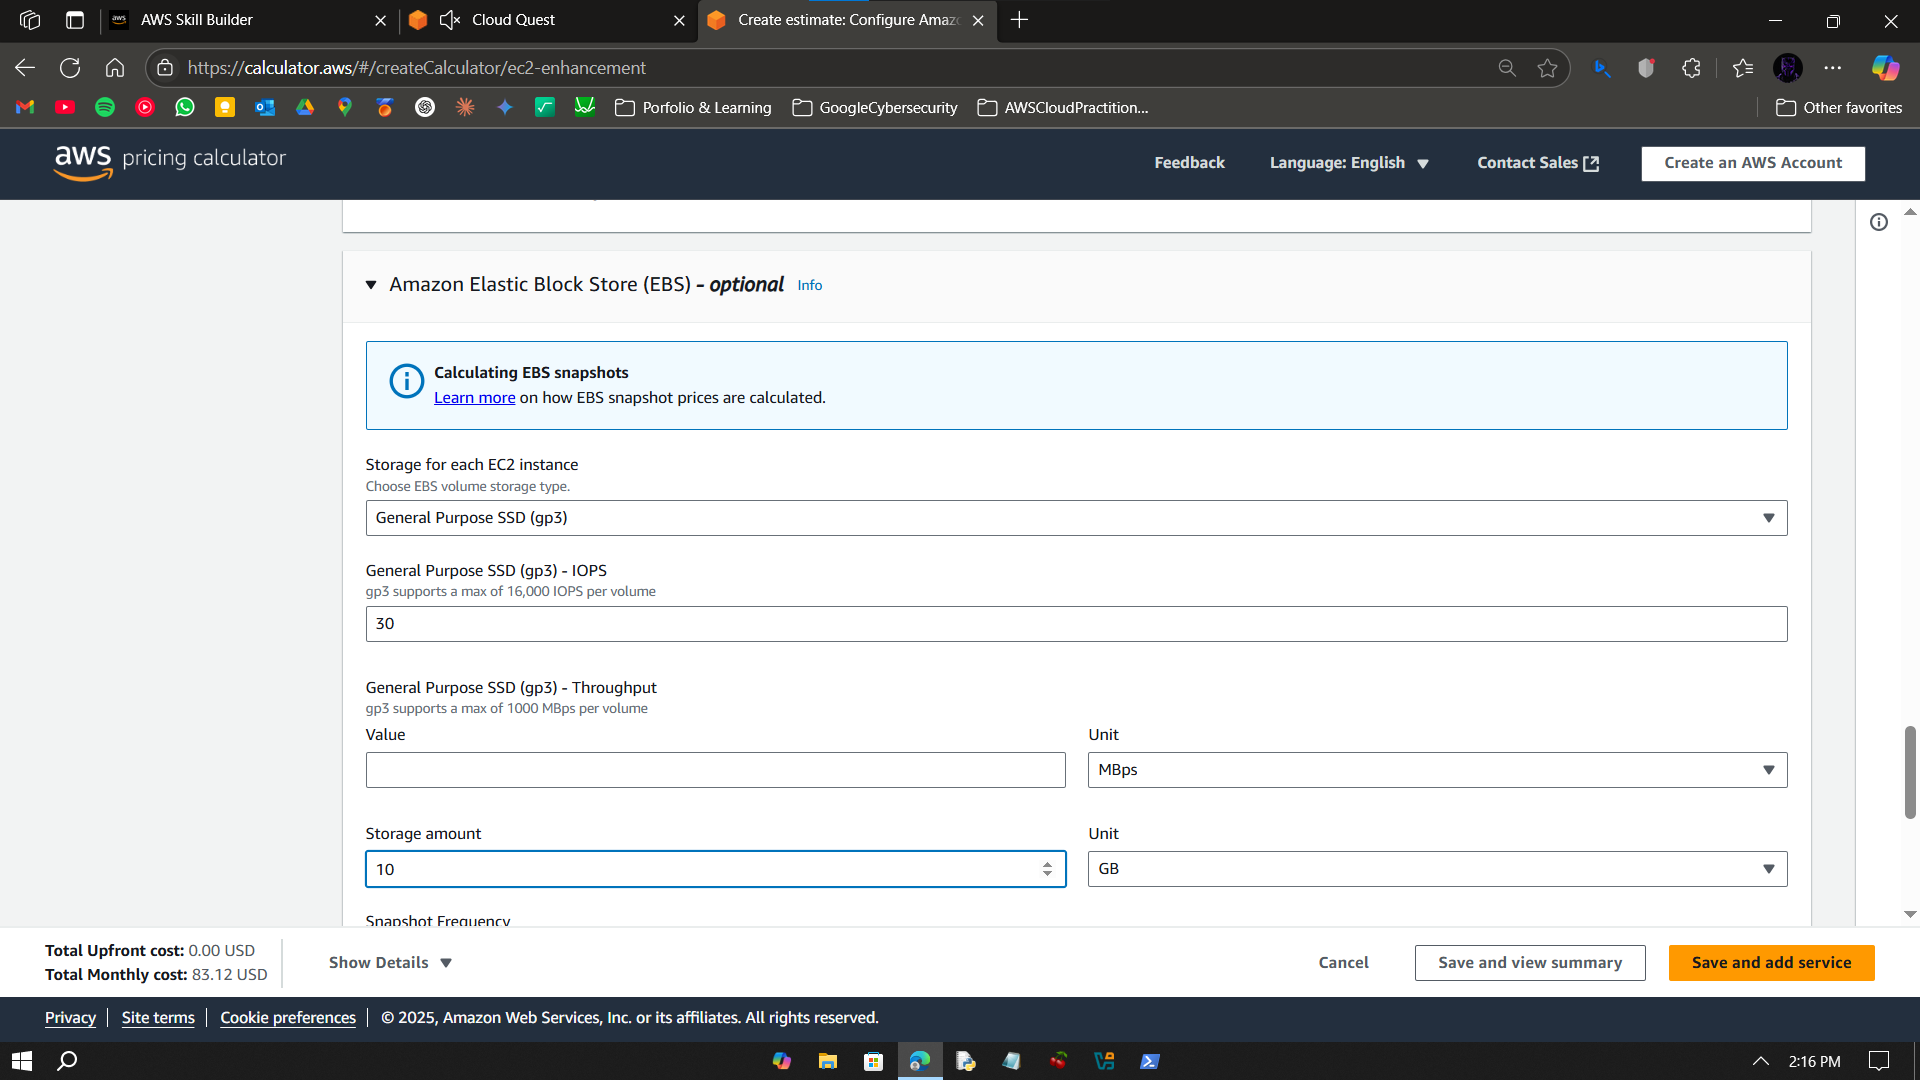 AWS Skill Builder
Cloud Quest
Create estimate: Configure Amaz
https://calculator.aws/#/createCalculator/ec2-enhancement
Porfolio & Learning
GoogleCybersecurity
AWSCloudPractition...
Other favorites
aws pricing calculator
Feedback
Language: English
Contact Sales
Create an AWS Account
Amazon Elastic Block Store (EBS) - optional Info
Calculating EBS snapshots
Learn more on how EBS snapshot prices are calculated.
Storage for each EC2 instance
Choose EBS volume storage type.
General Purpose SSD (gp3)
General Purpose SSD (gp3) - IOPS
gp3 supports a max of 16,000 IOPS per volume
30
General Purpose SSD (gp3) - Throughput
gp3 supports a max of 1000 MBps per volume
Value
Unit
MBps
Storage amount
Unit
10
GB
Snapshot Frequency
Total Upfront cost: 0.00 USD
Total Monthly cost: 83.12 USD
Show Details
Cancel
Save and view summary
Save and add service
Privacy
Site terms
Cookie preferences
© 2025, Amazon Web Services, Inc. or its affiliates. All rights reserved.
2:16 PM